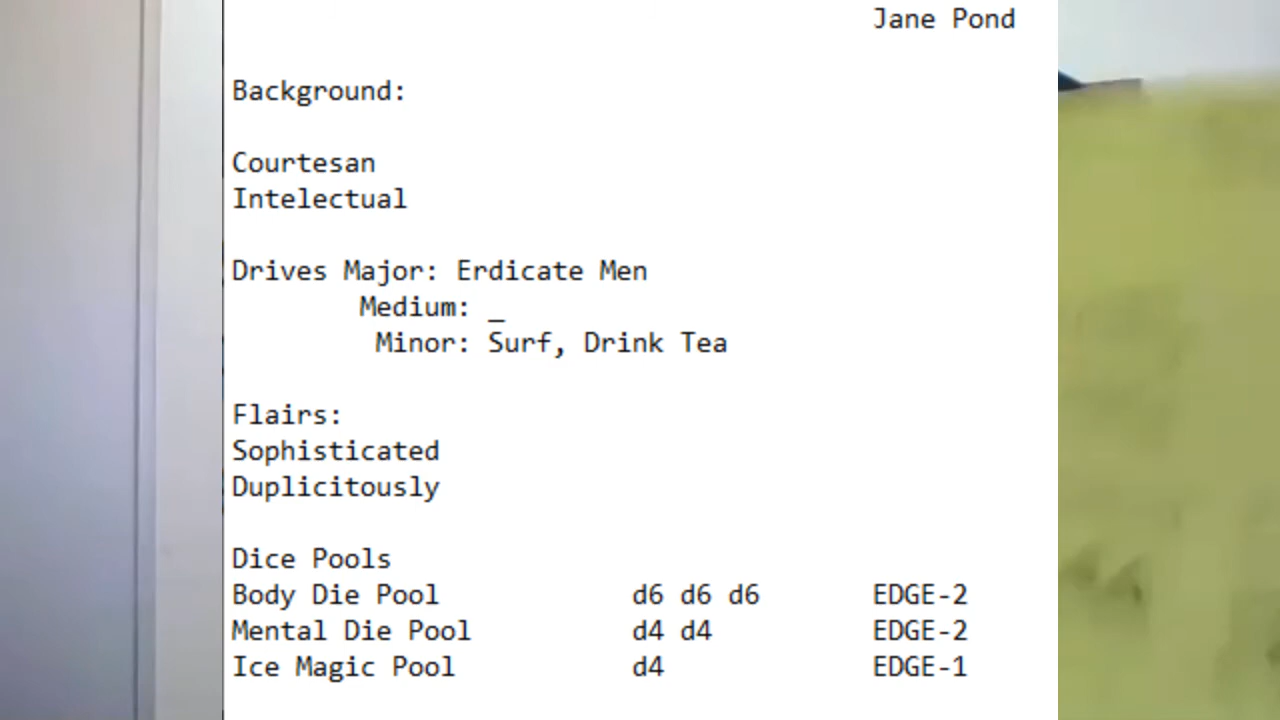 Jane Pond
Background:
Courtesan
Intelectual
Drives Major: Erdicate Men
Medium: _
Minor: Surf, Drink Tea
Flairs:
Sophisticated
Duplicitously
Dice Pools
Body Die Pool d6 d6 d6 EDGE-2
Mental Die Pool d4 d4 EDGE-2
Ice Magic Pool d4 EDGE-1